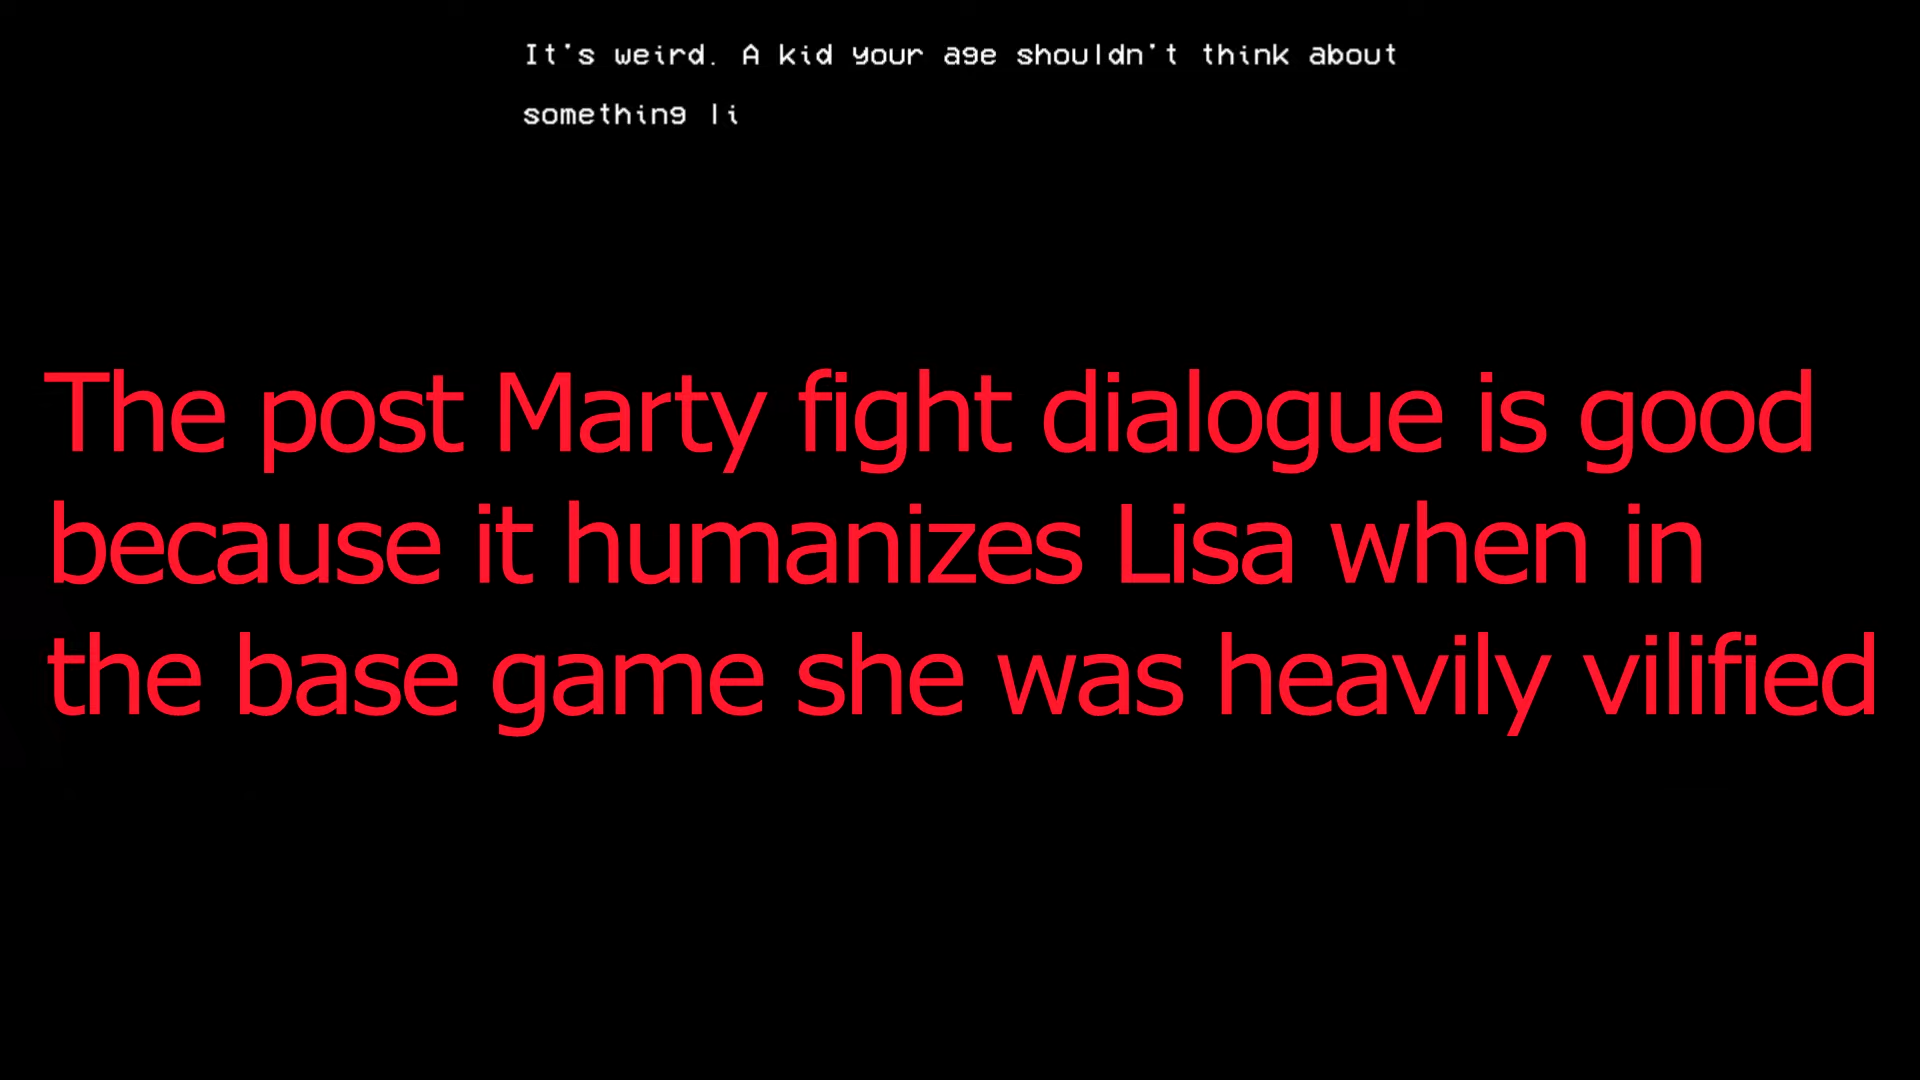 It's weird. A kid your age shouldn't think about
something li
The post Marty fight dialogue is good
because it humanizes Lisa when in
the base game she was heavily vilified